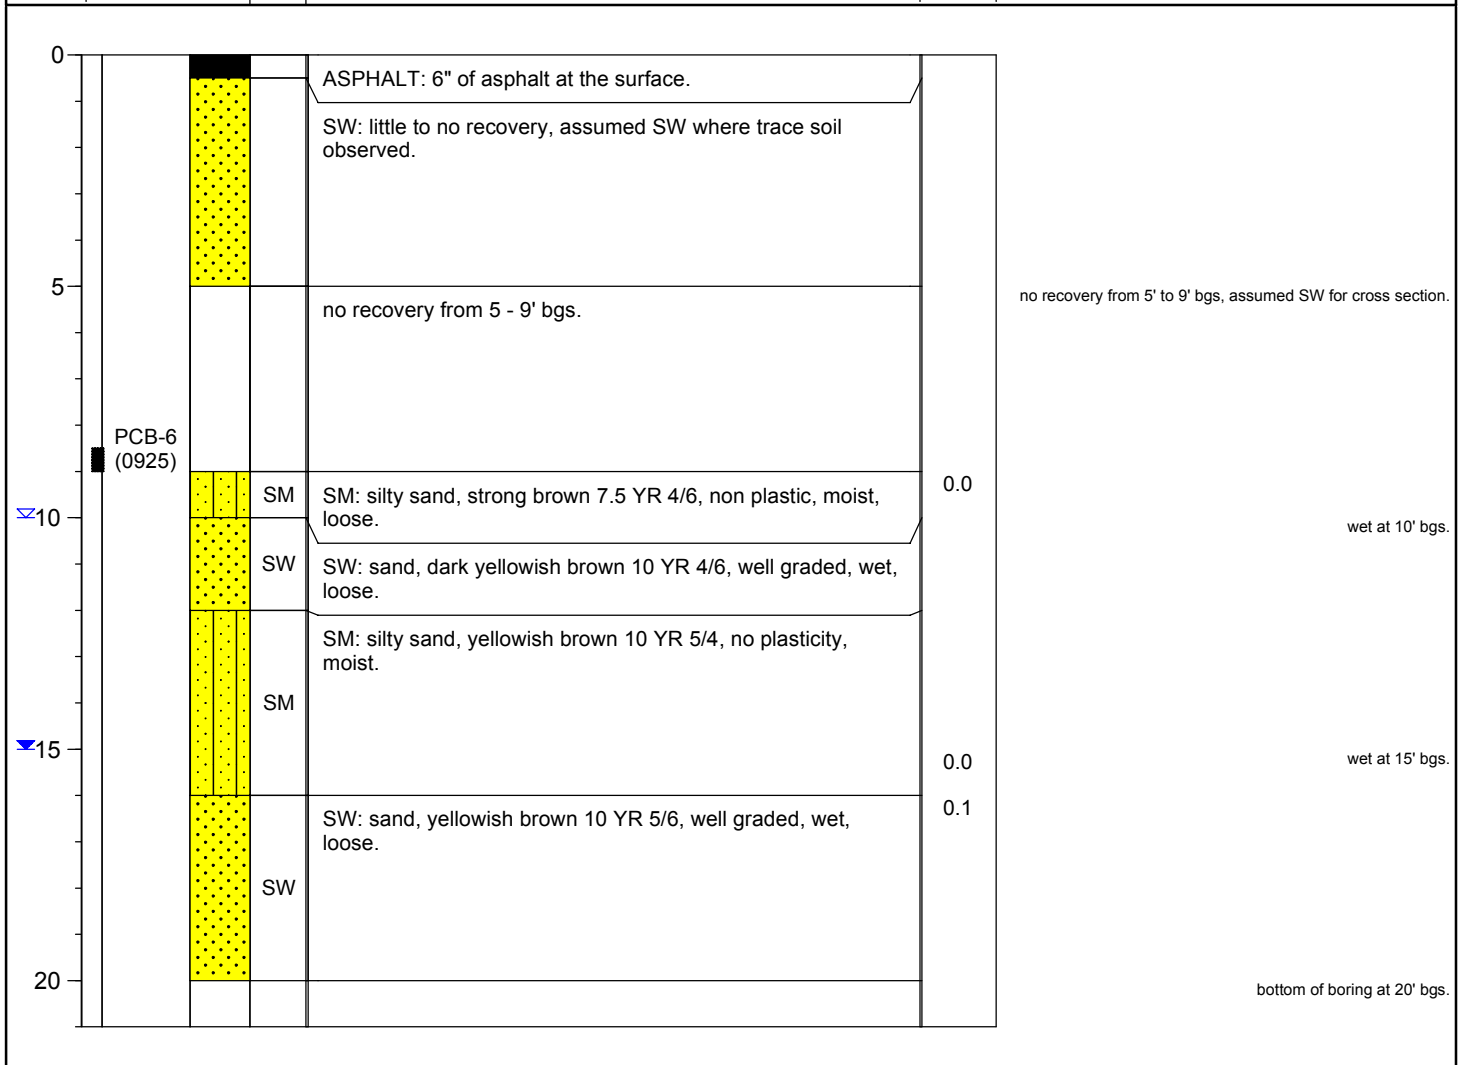 0
ASPHALT: 6" of asphalt at the surface.
SW: little to no recovery, assumed SW where trace soil
observed.
5
no recovery from 5 - 9' bgs.
no recovery from 5' to 9' bgs, assumed SW for cross section.
PCB-6
(0925)
SM
SM: silty sand, strong brown 7.5 YR 4/6, non plastic, moist,
loose.
0.0
10
wet at 10' bgs.
SW
SW: sand, dark yellowish brown 10 YR 4/6, well graded, wet,
loose.
SM: silty sand, yellowish brown 10 YR 5/4, no plasticity,
moist.
SM
15
0.0
wet at 15' bgs.
0.1
SW: sand, yellowish brown 10 YR 5/6, well graded, wet,
loose.
SW
20
bottom of boring at 20' bgs.